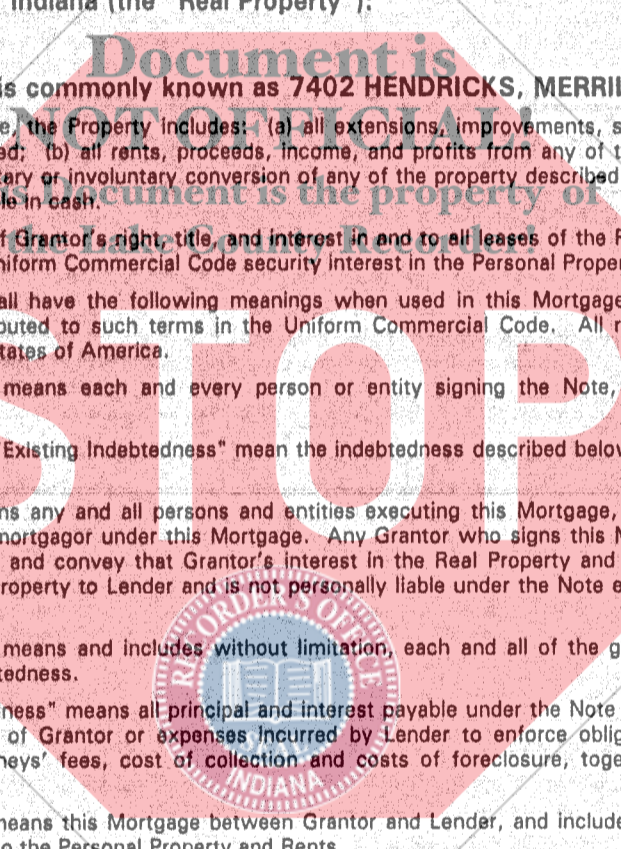 Indiana (the "Real Property"):
Document is
is commonly known as 7402 HENDRICKS, MERRIL
NOT OFFICIAL!
e, the Property includes: (a) all extensions, improvements, s
ed; (b) all rents, proceeds, income, and profits from any of t
tary or involuntary conversion of any of the property described
This Document is the property of
le in cash.
the Lake County Recorder!
f Grantor's right, title, and interest in and to all leases of the P
niform Commercial Code security interest in the Personal Proper
all have the following meanings when used in this Mortgage
buted to such terms in the Uniform Commercial Code. All r
tates of America.
STOP
means each and every person or entity signing the Note,
"Existing Indebtedness" mean the indebtedness described below
ns any and all persons and entities executing this Mortgage,
mortgagor under this Mortgage. Any Grantor who signs this M
and convey that Grantor's interest in the Real Property and
roperty to Lender and is not personally liable under the Note e
RECORDER'S OFFICE
means and includes without limitation, each and all of the g
tedness.
ness" means all principal and interest payable under the Note
of Grantor or expenses incurred by Lender to enforce oblig
SEAL
neys' fees, cost of collection and costs of foreclosure, toge
INDIANA
means this Mortgage between Grantor and Lender, and include
o the Personal Property and Rents.